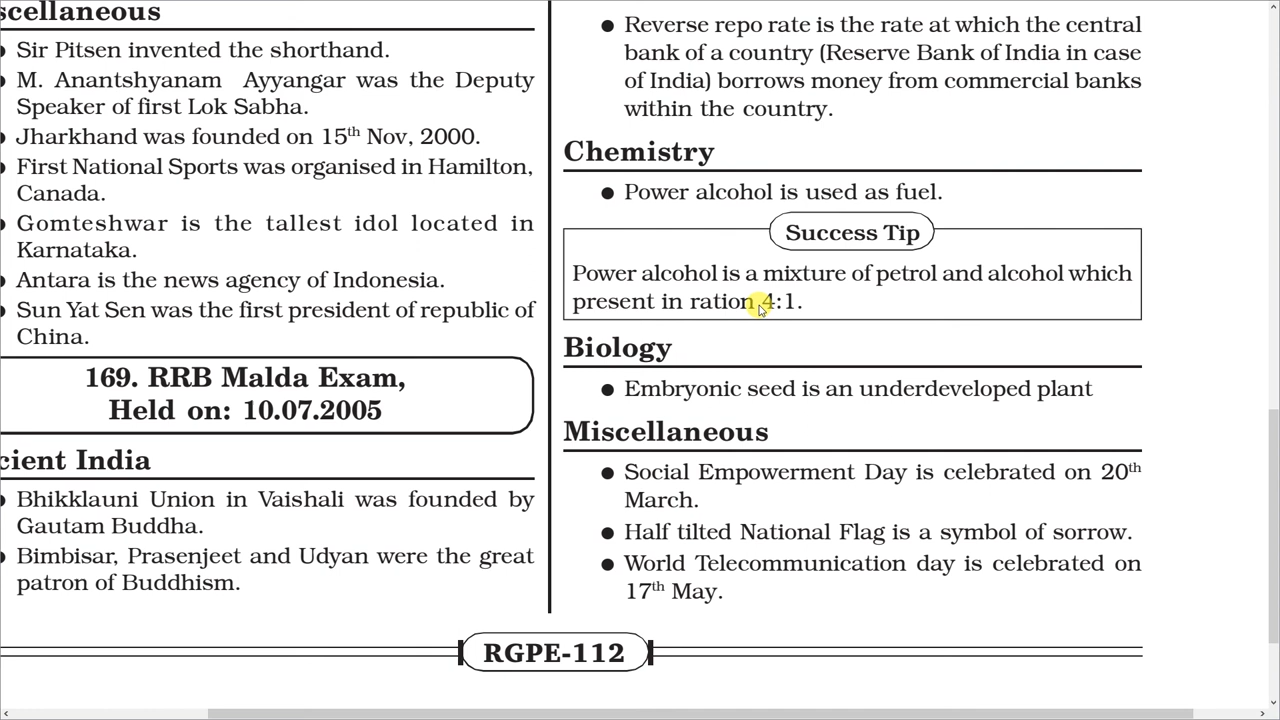 scellaneous
● Sir Pitsen invented the shorthand.
● M. Anantshyanam Ayyangar was the Deputy
Speaker of first Lok Sabha.
● Jharkhand was founded on 15th Nov, 2000.
● First National Sports was organised in Hamilton,
Canada.
● Gomteshwar is the tallest idol located in
Karnataka.
● Antara is the news agency of Indonesia.
● Sun Yat Sen was the first president of republic of
China.
169. RRB Malda Exam,
Held on: 10.07.2005
cient India
● Bhikklauni Union in Vaishali was founded by
Gautam Buddha.
● Bimbisar, Prasenjeet and Udyan were the great
patron of Buddhism.
● Reverse repo rate is the rate at which the central
bank of a country (Reserve Bank of India in case
of India) borrows money from commercial banks
within the country.
Chemistry
● Power alcohol is used as fuel.
Success Tip
Power alcohol is a mixture of petrol and alcohol which
present in ration 4:1.
Biology
● Embryonic seed is an underdeveloped plant
Miscellaneous
● Social Empowerment Day is celebrated on 20th
March.
● Half tilted National Flag is a symbol of sorrow.
● World Telecommunication day is celebrated on
17th May.
RGPE-112